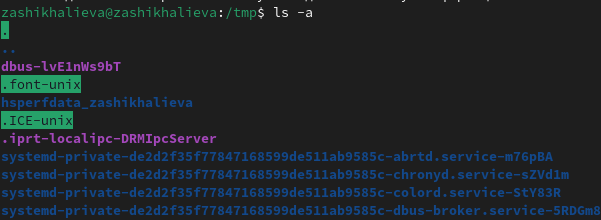 zashikhalieva@zashikhalieva:/tmp$ ls -a
.
..
dbus-lvE1nWs9bT
.font-unix
hsperfdata_zashikhalieva
.ICE-unix
.iprt-localipc-DRMIpcServer
systemd-private-de2d2f35f77847168599de511ab9585c-abrtd.service-m7GpBA
systemd-private-de2d2f35f77847168599de511ab9585c-chronyd.service-sZVd1m
systemd-private-de2d2f35f77847168599de511ab9585c-colord.service-StY83R
systemd-private-de2d2f35f77847168599de511ab9585c-dbus-broker.service-5RDGm8